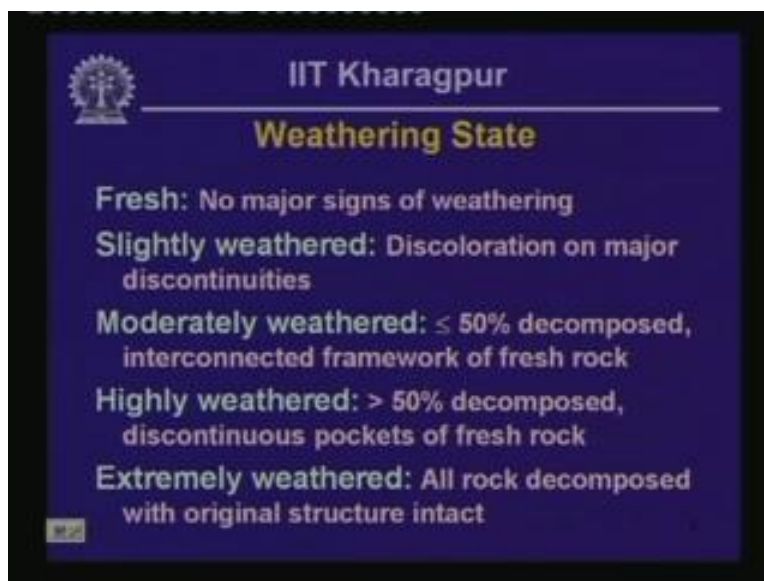 IIT Kharagpur
Weathering State
Fresh: No major signs of weathering
Slightly weathered: Discoloration on major
discontinuities
Moderately weathered: ≤ 50% decomposed,
interconnected framework of fresh rock
Highly weathered: > 50% decomposed,
discontinuous pockets of fresh rock
Extremely weathered: All rock decomposed
with original structure intact